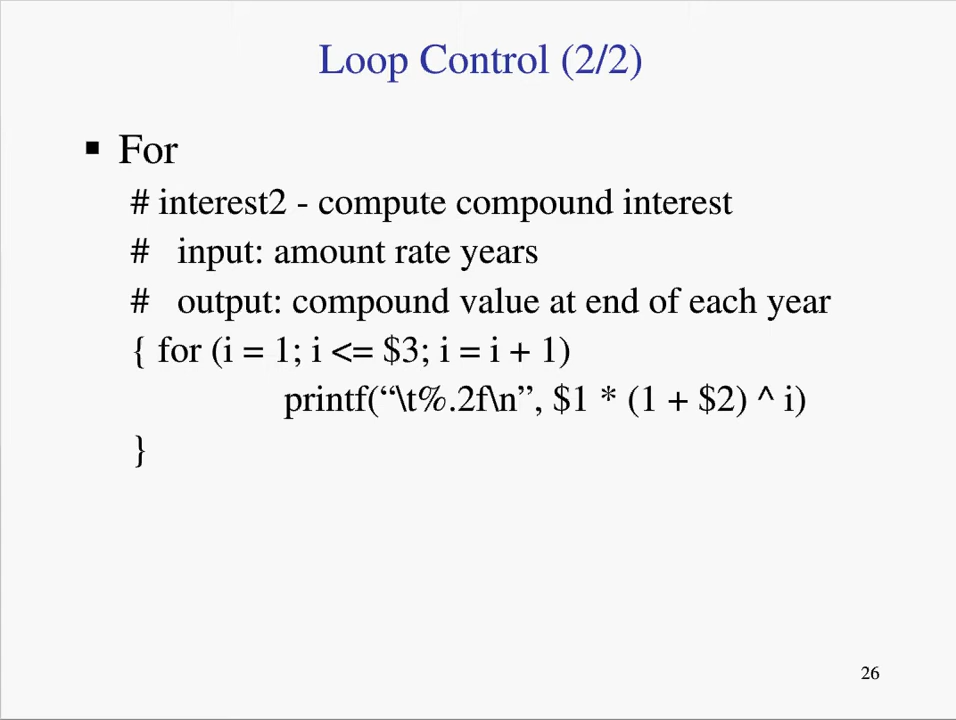 Loop Control (2/2)
▪ For
# interest2 - compute compound interest
#   input: amount rate years
#   output: compound value at end of each year
{ for (i = 1; i <= $3; i = i + 1)
printf(“\t%.2f\n”, $1 * (1 + $2) ^ i)
}
26